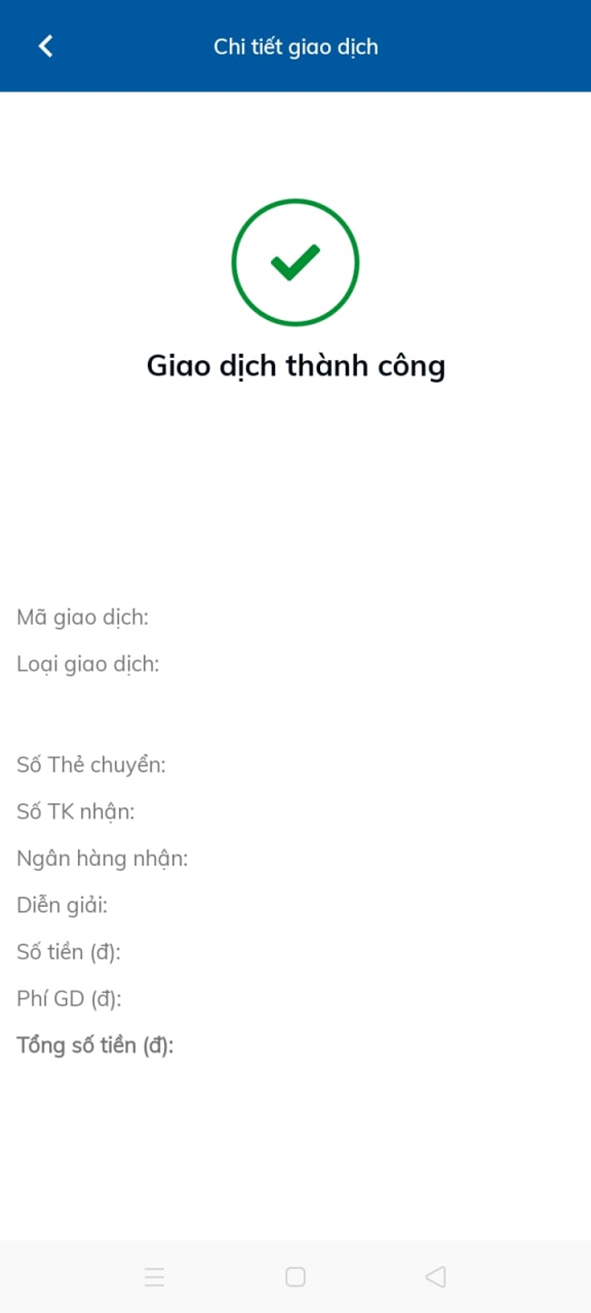 Chi tiết giao dịch
Giao dịch thành công
Mã giao dịch:
Loại giao dịch:
Số Thẻ chuyển:
Số TK nhận:
Ngân hàng nhận:
Diễn giải:
Số tiền (đ):
Phí GD (đ):
Tổng số tiền (đ):